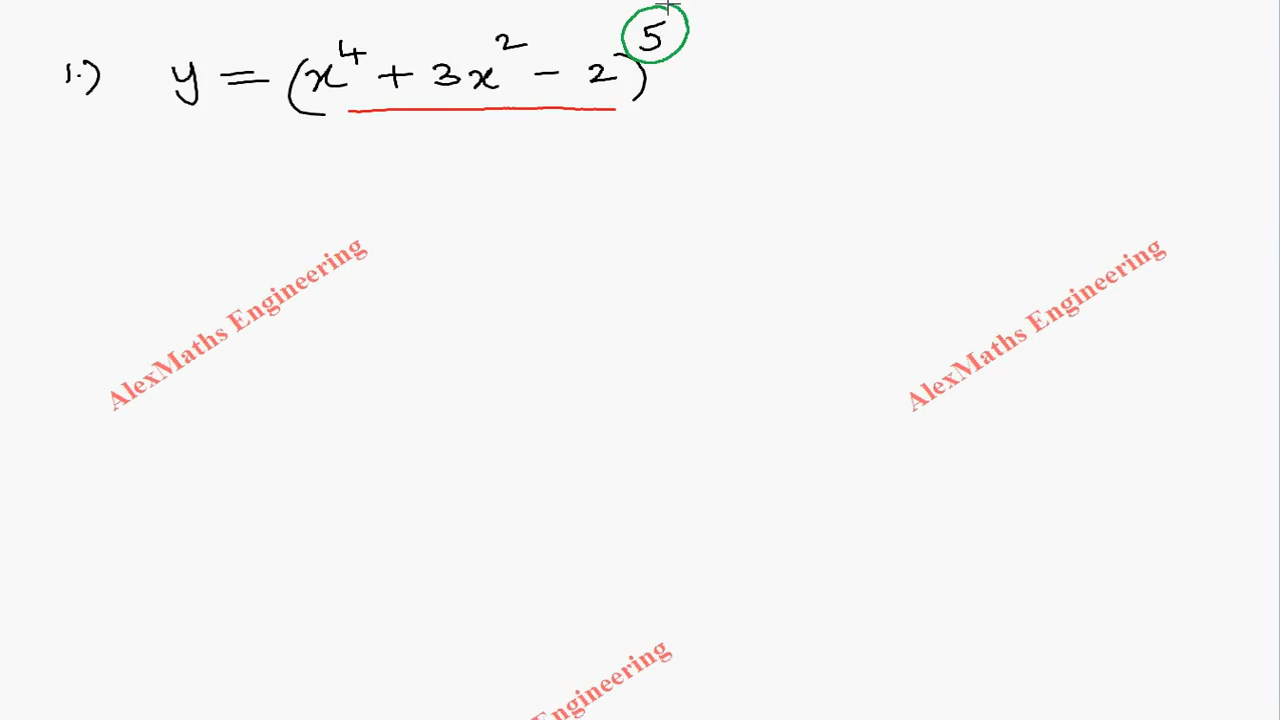 1.) y = (x⁴ + 3x² - 2)⁵
AlexMaths Engineering
AlexMaths Engineering
Engineering